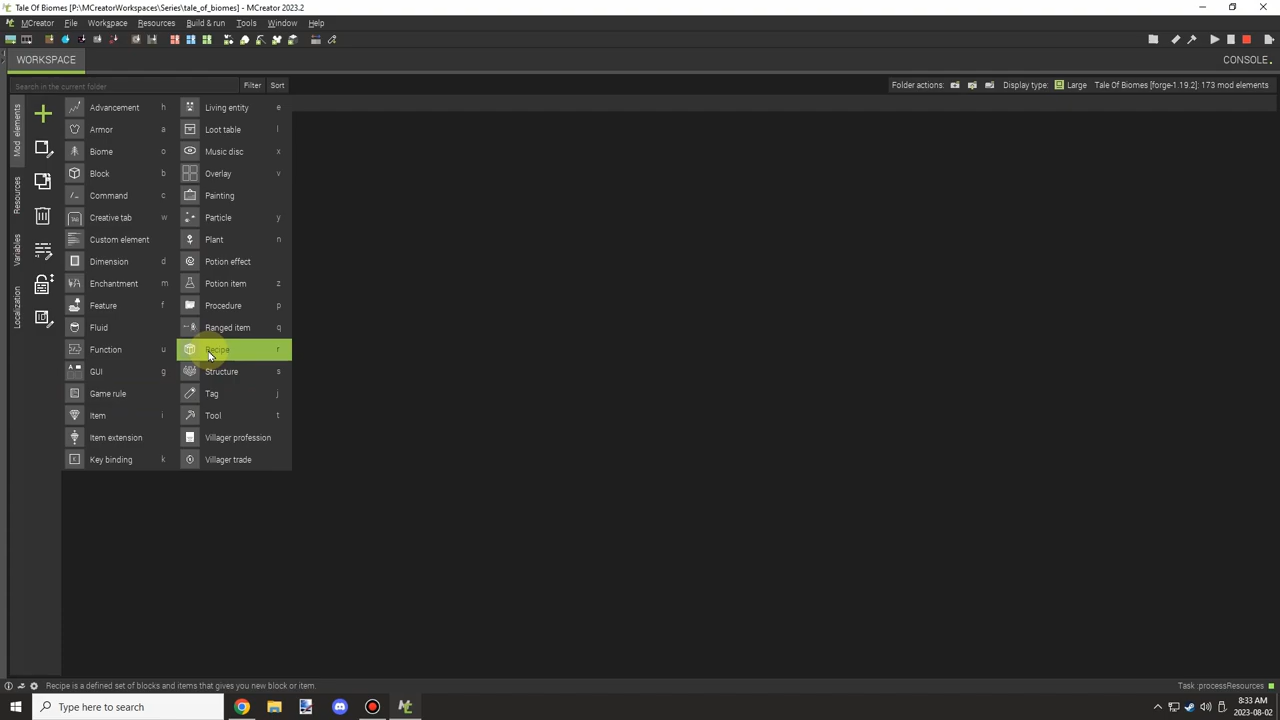 Tale Of Biomes [P:\MCreatorWorkspaces\Series\tale_of_biomes] - MCreator 2023.2
MCreator File Workspace Resources Build & run Tools Window Help
WORKSPACE
CONSOLE
Search in the current folder
Filter
Sort
Folder actions:
Display type:
Large
Tale Of Biomes [forge-1.19.2]: 173 mod elements
Mod elements
Resources
Variables
Localization
Advancement h
Living entity e
Armor a
Loot table l
Biome o
Music disc x
Block b
Overlay v
Command c
Painting
Creative tab w
Particle y
Custom element
Plant n
Dimension d
Potion effect
Enchantment m
Potion item z
Feature f
Procedure p
Fluid
Ranged item q
Function u
Recipe r
GUI g
Structure s
Game rule
Tag j
Item i
Tool t
Item extension
Villager profession
Key binding k
Villager trade
Recipe is a defined set of blocks and items that gives you new block or item.
Task :processResources
Type here to search
8:33 AM
2023-08-02